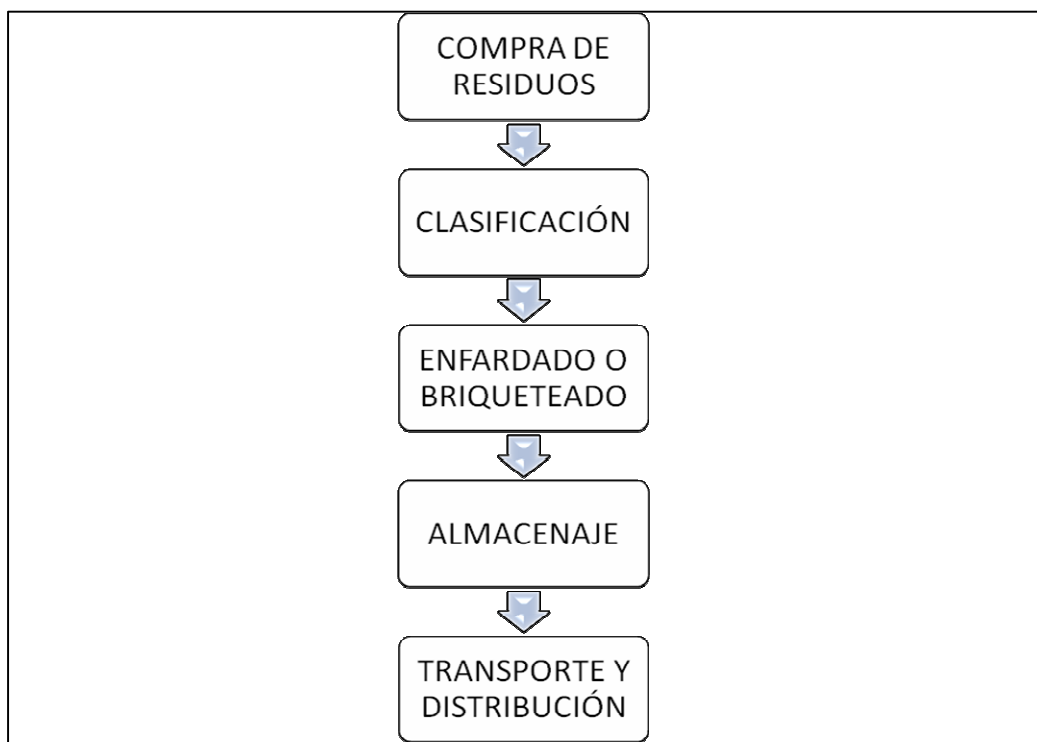 COMPRA DE
RESIDUOS
CLASIFICACIÓN
ENFARDADO O
BRIQUETEADO
ALMACENAJE
TRANSPORTE Y
DISTRIBUCIÓN